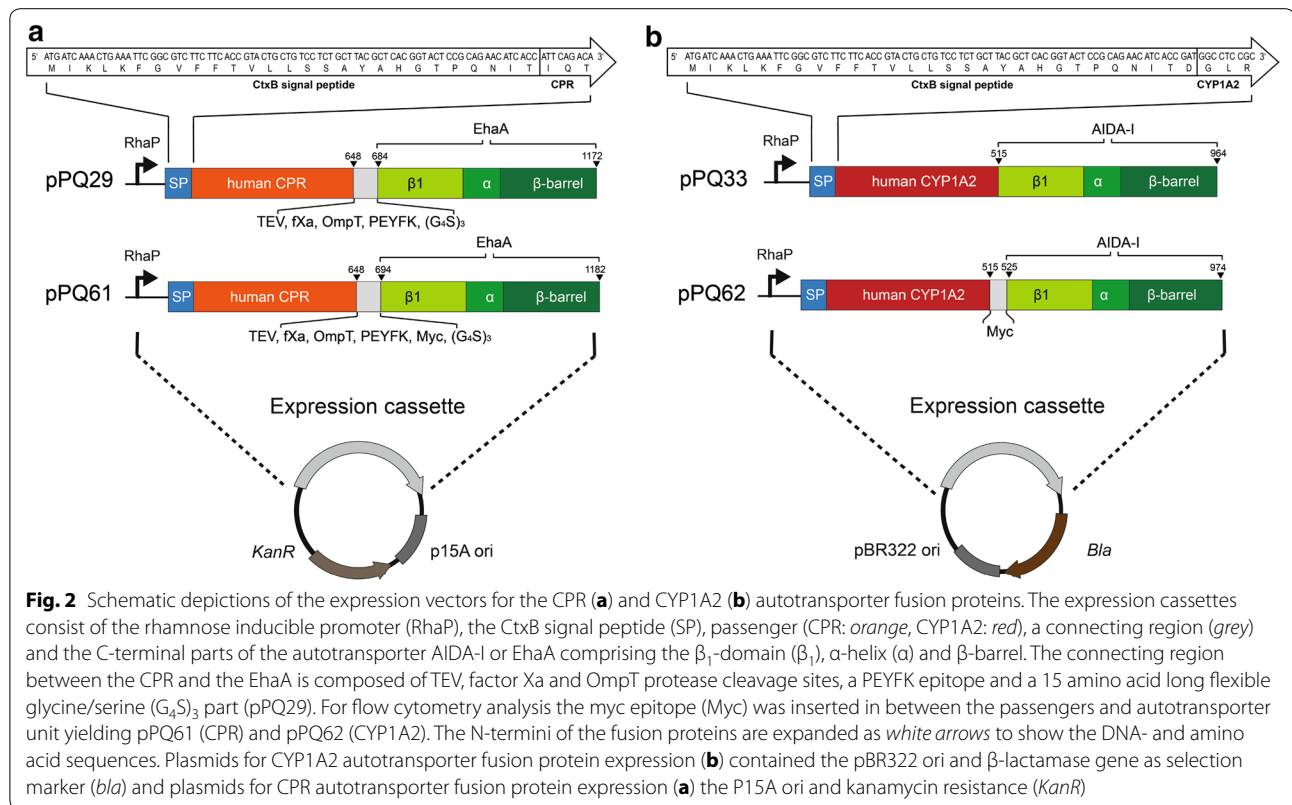 a
5' ATG ATC AAA CTG AAA TTC GGC GTC TTC TTC ACC GTA CTG CTG TCC TCT GCT TAC GCT CAC GGT ACT CCG CAG AAC ATC ACC ATT CAG ACA 3'
M I K L K F G V F F T V L L S S A Y A H G T P Q N I T I Q T
CtxB signal peptide CPR
RhaP
EhaA
648 684 1172
pPQ29 SP human CPR β1 α β-barrel
TEV, fXa, OmpT, PEYFK, (G₄S)₃
RhaP
EhaA
648 694 1182
pPQ61 SP human CPR β1 α β-barrel
TEV, fXa, OmpT, PEYFK, Myc, (G₄S)₃
Expression cassette
KanR p15A ori
b
5' ATG ATC AAA CTG AAA TTC GGC GTC TTC TTC ACC GTA CTG CTG TCC TCT GCT TAC GCT CAC GGT ACT CCG CAG AAC ATC ACC GAT GGC CTC CGC 3'
M I K L K F G V F F T V L L S S A Y A H G T P Q N I T D G L R
CtxB signal peptide CYP1A2
RhaP
AIDA-I
515 964
pPQ33 SP human CYP1A2 β1 α β-barrel
RhaP
AIDA-I
515 525 974
pPQ62 SP human CYP1A2 β1 α β-barrel
Myc
Expression cassette
pBR322 ori Bla
Fig. 2 Schematic depictions of the expression vectors for the CPR (a) and CYP1A2 (b) autotransporter fusion proteins. The expression cassettes
consist of the rhamnose inducible promoter (RhaP), the CtxB signal peptide (SP), passenger (CPR: orange, CYP1A2: red), a connecting region (grey)
and the C-terminal parts of the autotransporter AIDA-I or EhaA comprising the β₁-domain (β₁), α-helix (α) and β-barrel. The connecting region
between the CPR and the EhaA is composed of TEV, factor Xa and OmpT protease cleavage sites, a PEYFK epitope and a 15 amino acid long flexible
glycine/serine (G₄S)₃ part (pPQ29). For flow cytometry analysis the myc epitope (Myc) was inserted in between the passengers and autotransporter
unit yielding pPQ61 (CPR) and pPQ62 (CYP1A2). The N-termini of the fusion proteins are expanded as white arrows to show the DNA- and amino
acid sequences. Plasmids for CYP1A2 autotransporter fusion protein expression (b) contained the pBR322 ori and β-lactamase gene as selection
marker (bla) and plasmids for CPR autotransporter fusion protein expression (a) the P15A ori and kanamycin resistance (KanR)